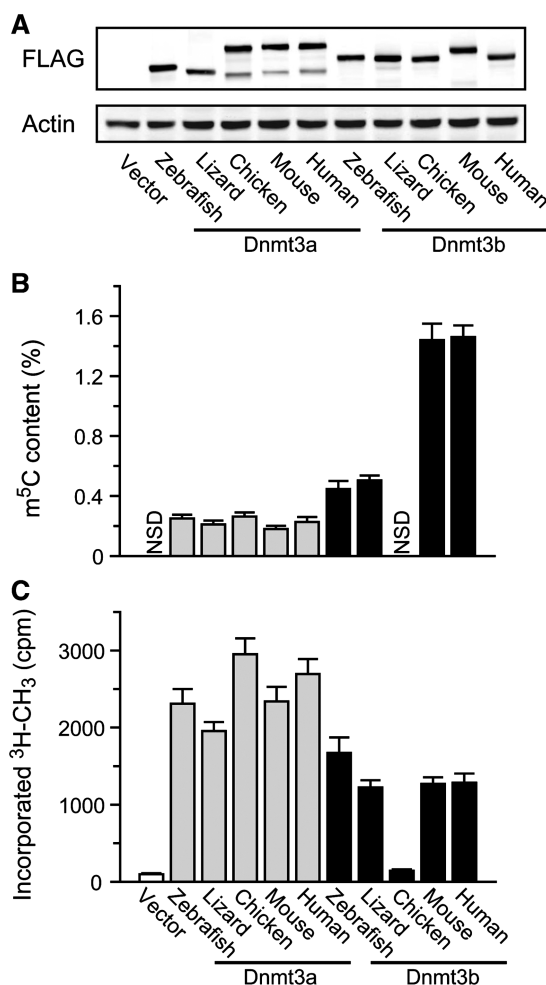 A
FLAG
Actin
Vector
Zebrafish
Lizard
Chicken
Mouse
Human
Zebrafish
Lizard
Chicken
Mouse
Human
Dnmt3a
Dnmt3b
B
m⁵C content (%)
1.6
1.2
0.8
0.4
0
NSD
NSD
C
Incorporated ³H-CH₃ (cpm)
3000
2000
1000
0
Vector
Zebrafish
Lizard
Chicken
Mouse
Human
Zebrafish
Lizard
Chicken
Mouse
Human
Dnmt3a
Dnmt3b